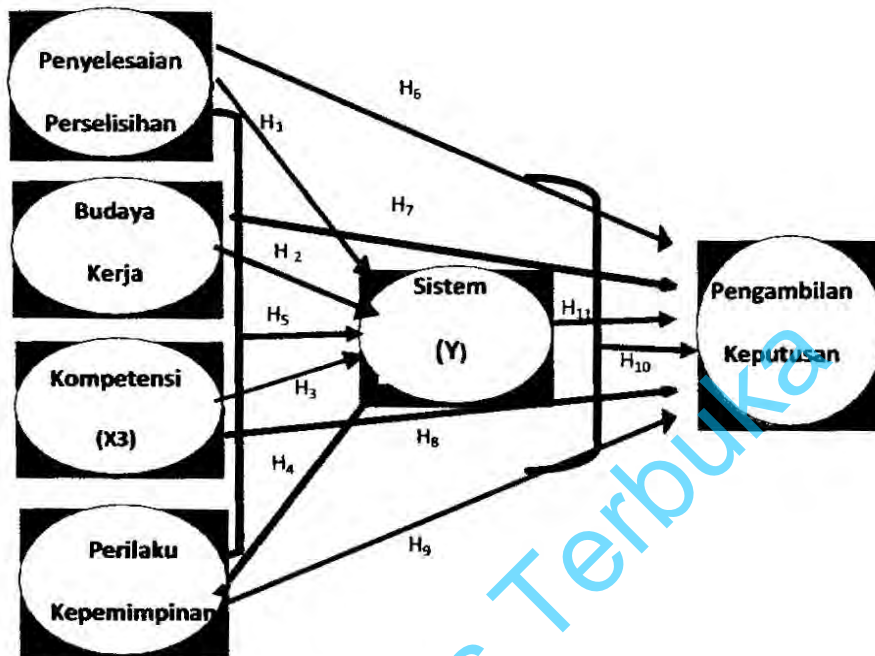 Penyelesaian
Perselisihan
Budaya
Kerja
Kompetensi
(X3)
Perilaku
Kepemimpinan
Sistem
(Y)
Pengambilan
Keputusan
H₁
H₂
H₃
H₄
H₅
H₆
H₇
H₈
H₉
H₁₀
H₁₁
Terbuka